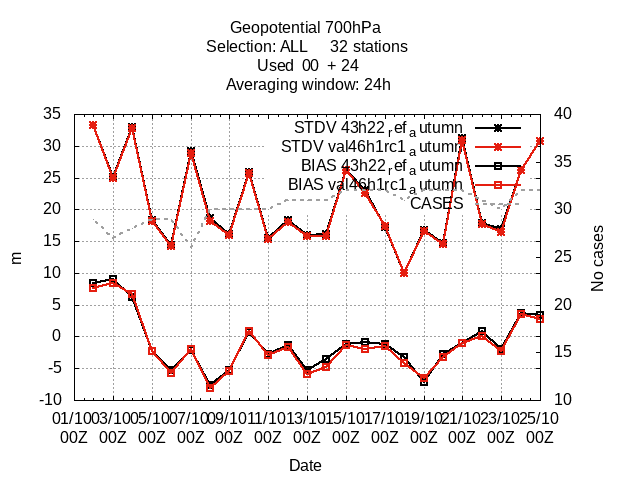 Geopotential 700hPa
Selection: ALL 32 stations
Used 00 + 24
Averaging window: 24h
35 40
STDV 43h22refautumn
30 STDV val46h1rc1autumn
BIAS 43h22refautumn 35
25 BIAS val46h1rc1autumn
CASES
20 30
15
25
10
5 20
0
15
-5
-10 10
m
No cases
01/10 03/10 05/10 07/10 09/10 11/10 13/10 15/10 17/10 19/10 21/10 23/10 25/10
00Z 00Z 00Z 00Z 00Z 00Z 00Z 00Z 00Z 00Z 00Z 00Z 00Z
Date